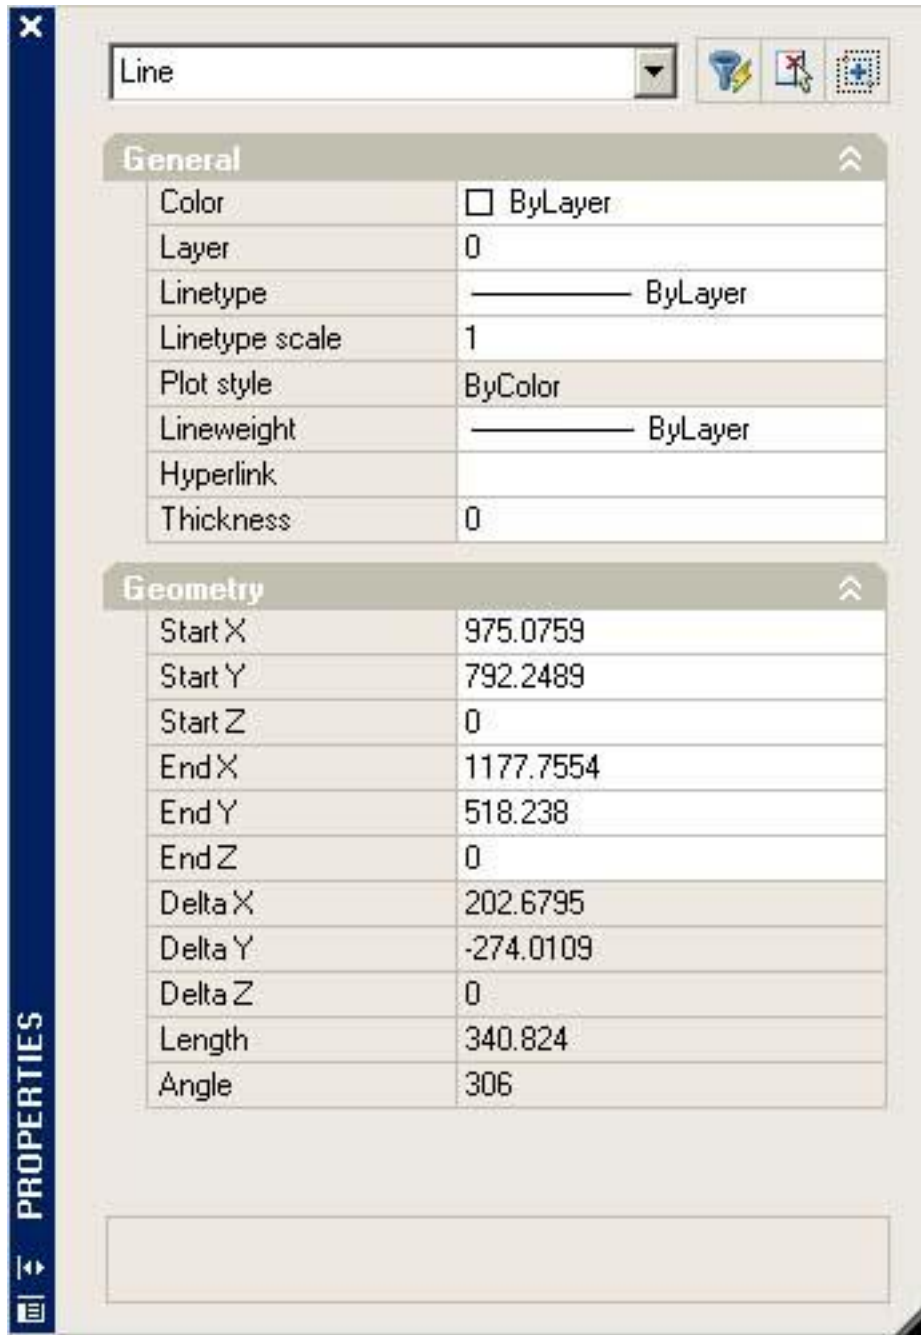 Line
General
Color ByLayer
Layer 0
Linetype ByLayer
Linetype scale 1
Plot style ByColor
Lineweight ByLayer
Hyperlink
Thickness 0
Geometry
Start X 975.0759
Start Y 792.2489
Start Z 0
End X 1177.7554
End Y 518.238
End Z 0
Delta X 202.6795
Delta Y -274.0109
Delta Z 0
Length 340.824
Angle 306
PROPERTIES